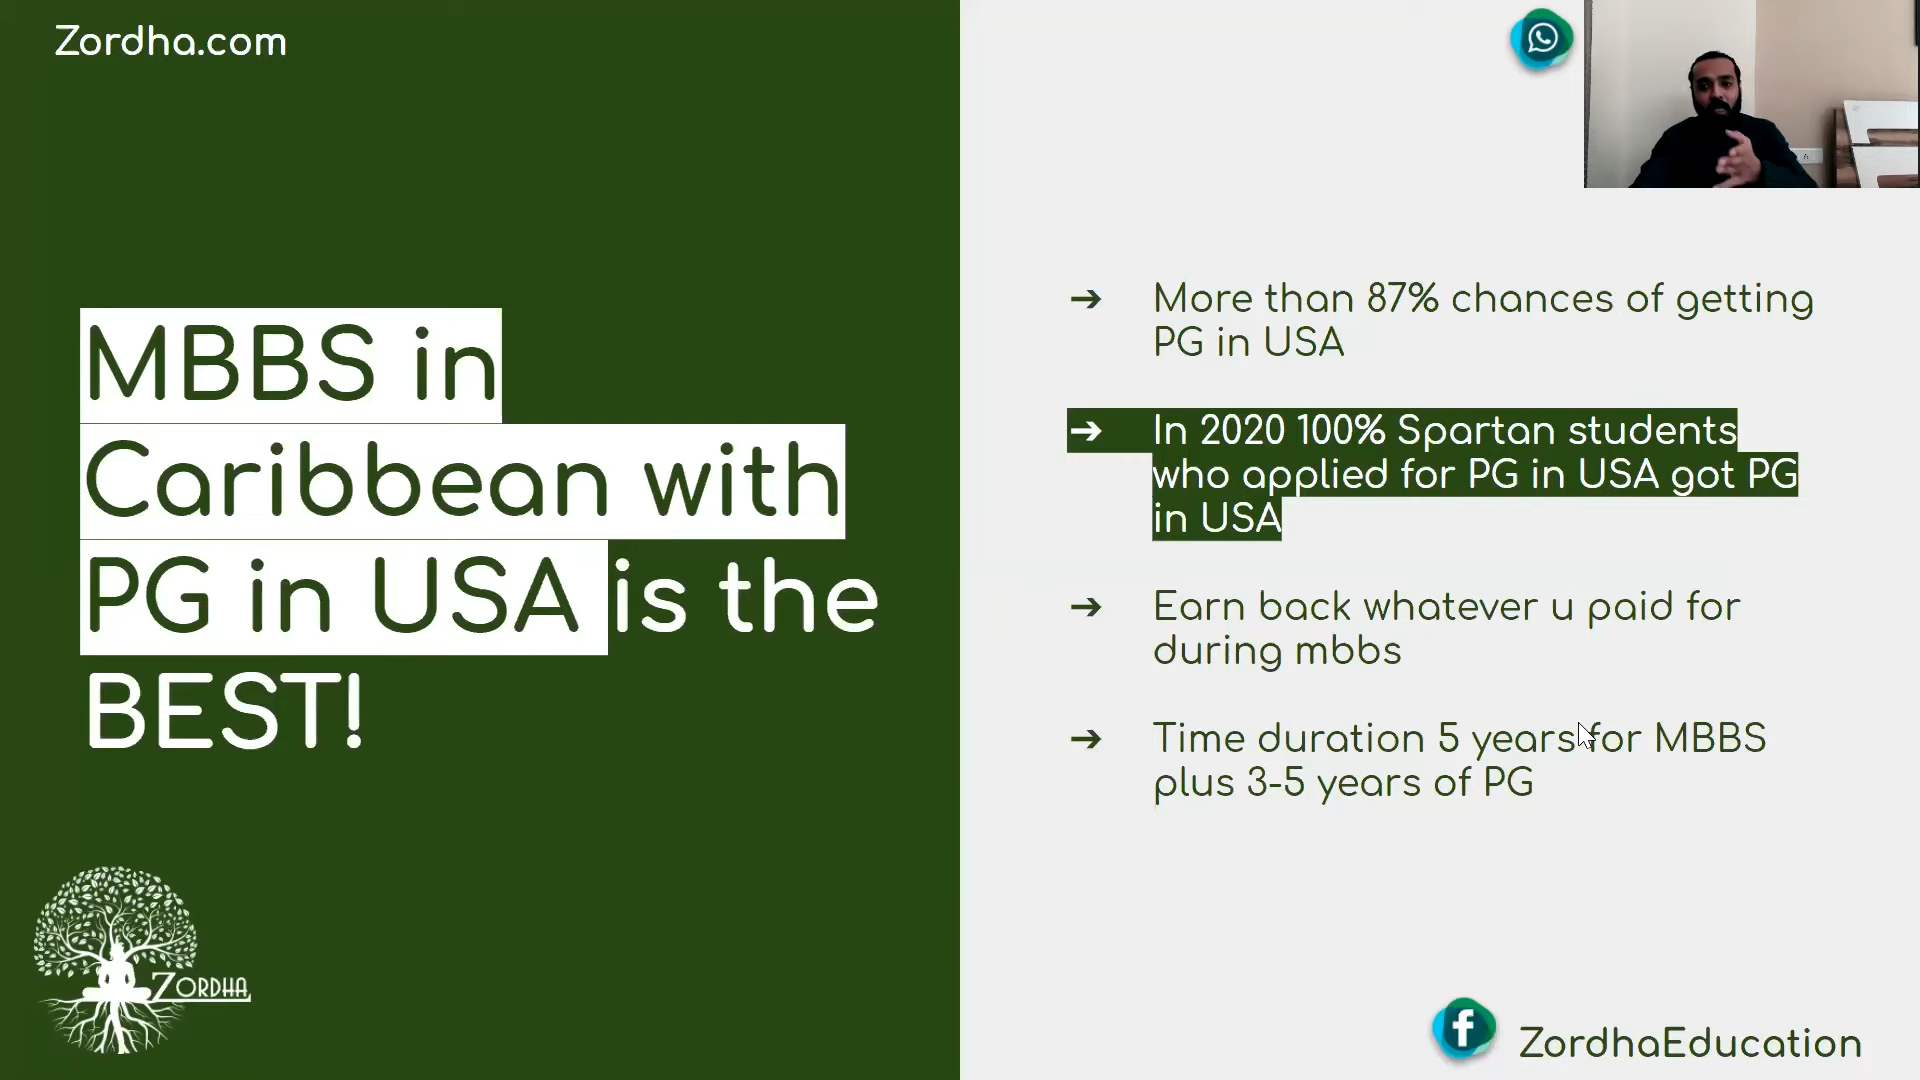 Zordha.com
MBBS in
Caribbean with
PG in USA is the
BEST!
ZORDHA
➔ More than 87% chances of getting
PG in USA
➔ In 2020 100% Spartan students
who applied for PG in USA got PG
in USA
➔ Earn back whatever u paid for
during mbbs
➔ Time duration 5 years for MBBS
plus 3-5 years of PG
f ZordhaEducation